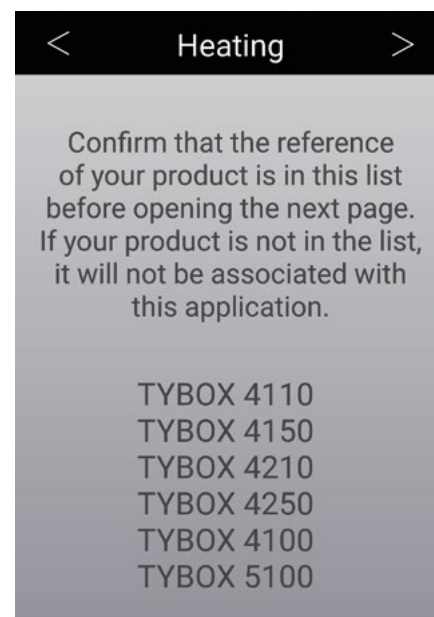 < Heating >
Confirm that the reference
of your product is in this list
before opening the next page.
If your product is not in the list,
it will not be associated with
this application.
TYBOX 4110
TYBOX 4150
TYBOX 4210
TYBOX 4250
TYBOX 4100
TYBOX 5100